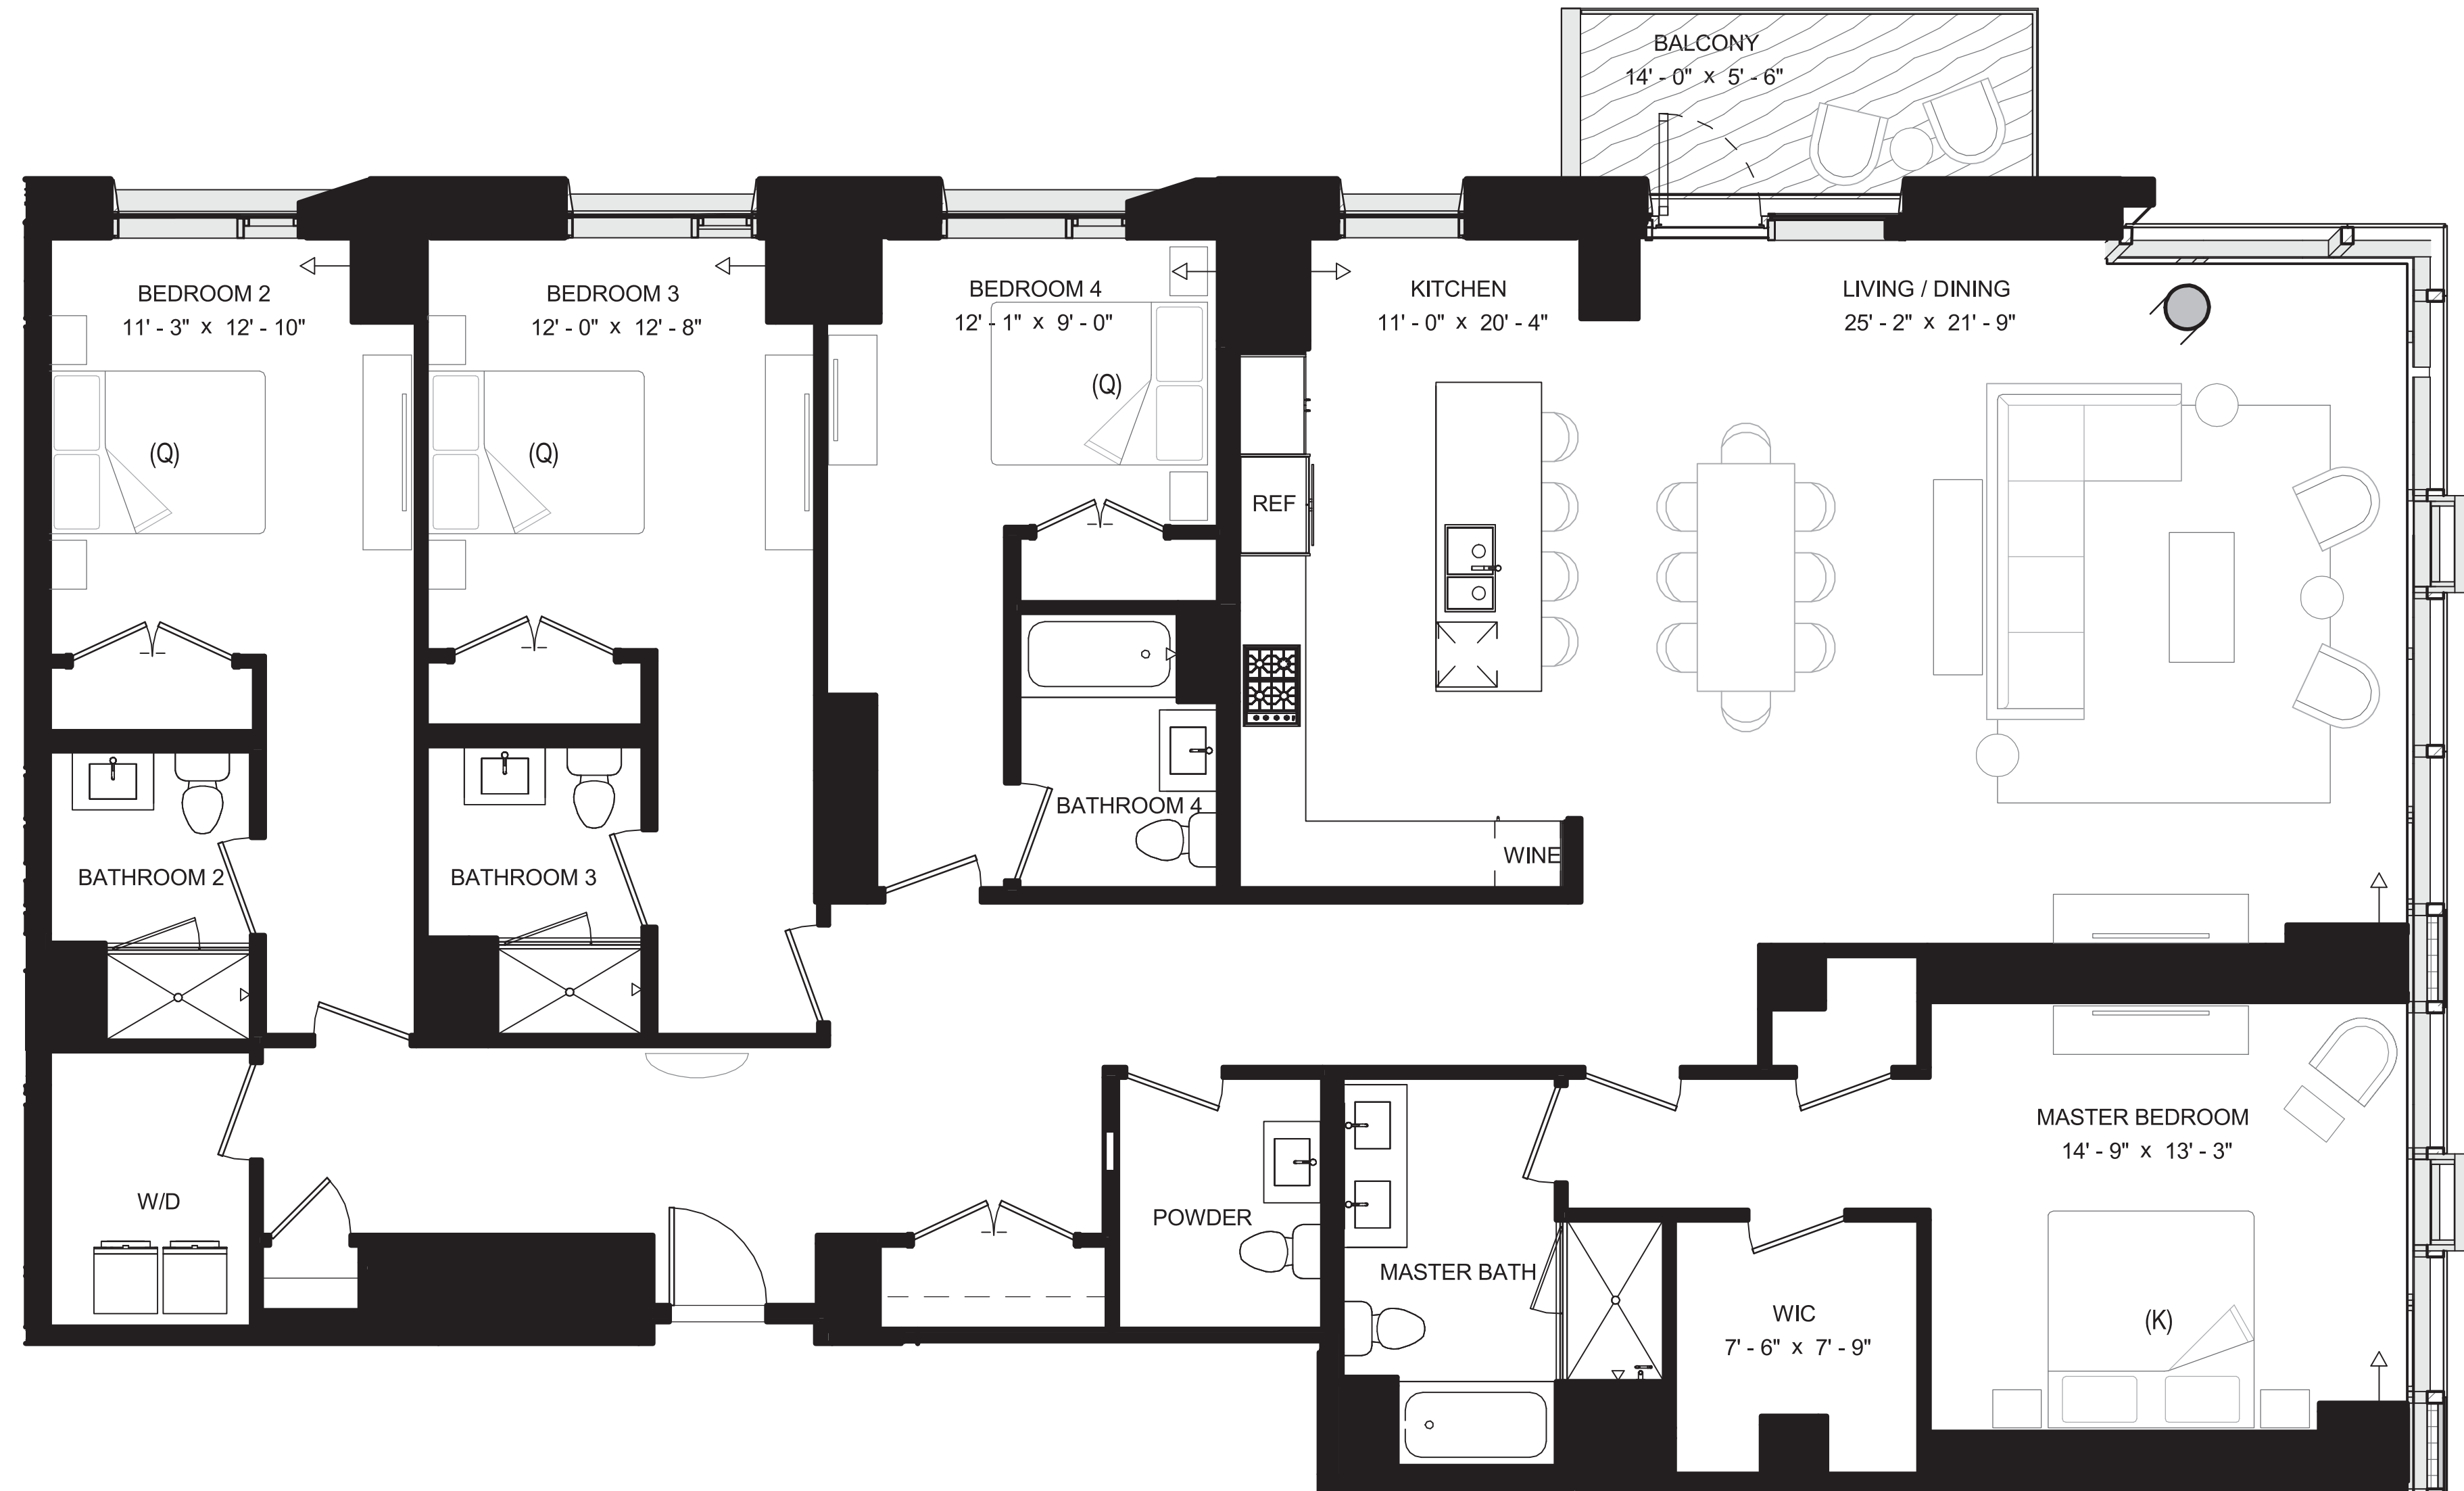 BALCONY
14' - 0" x 5' - 6"
BEDROOM 2
11' - 3" x 12' - 10"
BEDROOM 3
12' - 0" x 12' - 8"
BEDROOM 4
12' - 1" x 9' - 0"
KITCHEN
11' - 0" x 20' - 4"
LIVING / DINING
25' - 2" x 21' - 9"
(Q)
(Q)
(Q)
REF
BATHROOM 4
WINE
BATHROOM 2
BATHROOM 3
MASTER BEDROOM
14' - 9" x 13' - 3"
W/D
POWDER
MASTER BATH
WIC
7' - 6" x 7' - 9"
(K)